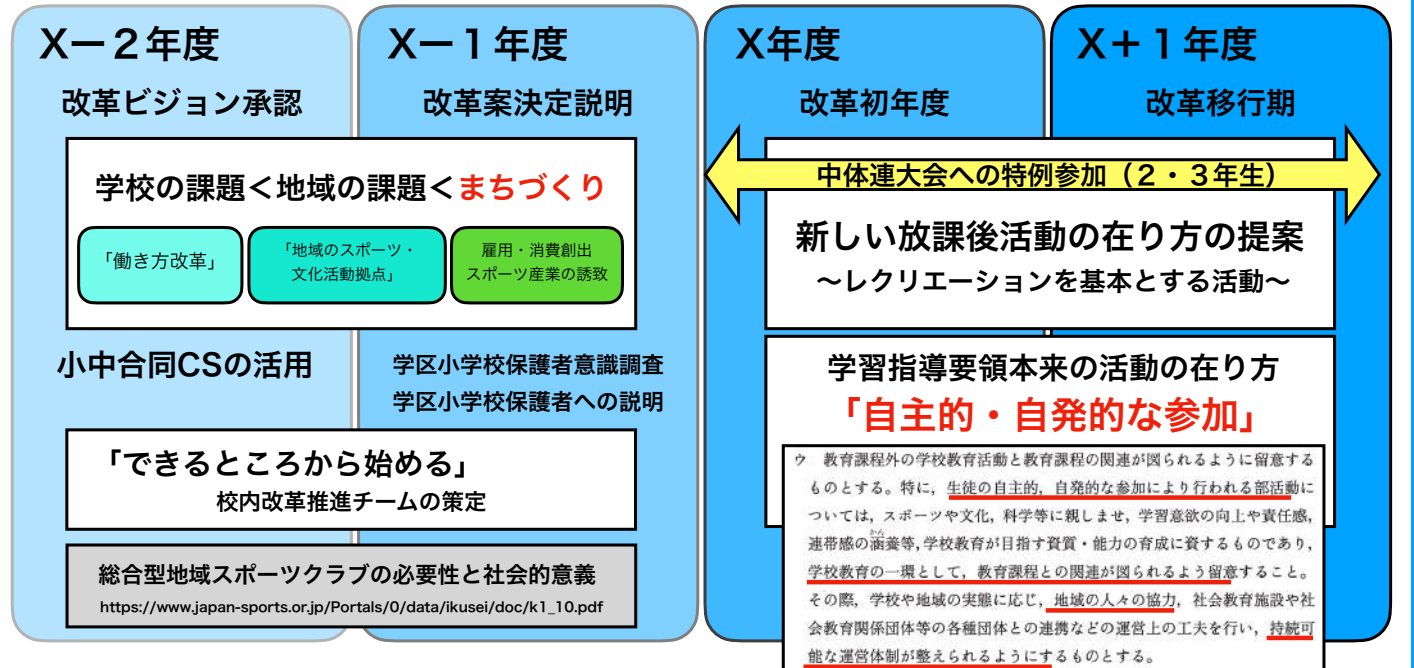 X－２年度
改革ビジョン承認
X－１年度
改革案決定説明
X年度
改革初年度
X＋１年度
改革移行期
学校の課題＜地域の課題＜まちづくり
「働き方改革」
「地域のスポーツ・
文化活動拠点」
雇用・消費創出
スポーツ産業の誘致
小中合同CSの活用
学区小学校保護者意識調査
学区小学校保護者への説明
「できるところから始める」
校内改革推進チームの策定
総合型地域スポーツクラブの必要性と社会的意義
https://www.japan-sports.or.jp/Portals/0/data/ikusei/doc/k1_10.pdf
中体連大会への特例参加（２・３年生）
新しい放課後活動の在り方の提案
〜レクリエーションを基本とする活動〜
学習指導要領本来の活動の在り方
「自主的・自発的な参加」
ウ　教育課程外の学校教育活動と教育課程の関連が図られるように留意する
ものとする。特に，生徒の自主的，自発的な参加により行われる部活動に
ついては，スポーツや文化，科学等に親しませ，学習意欲の向上や責任感，
かん
連帯感の涵養等，学校教育が目指す資質・能力の育成に資するものであり，
学校教育の一環として，教育課程との関連が図られるよう留意すること。
その際，学校や地域の実態に応じ，地域の人々の協力，社会教育施設や社
会教育関係団体等の各種団体との連携などの運営上の工夫を行い，持続可
能な運営体制が整えられるようにするものとする。